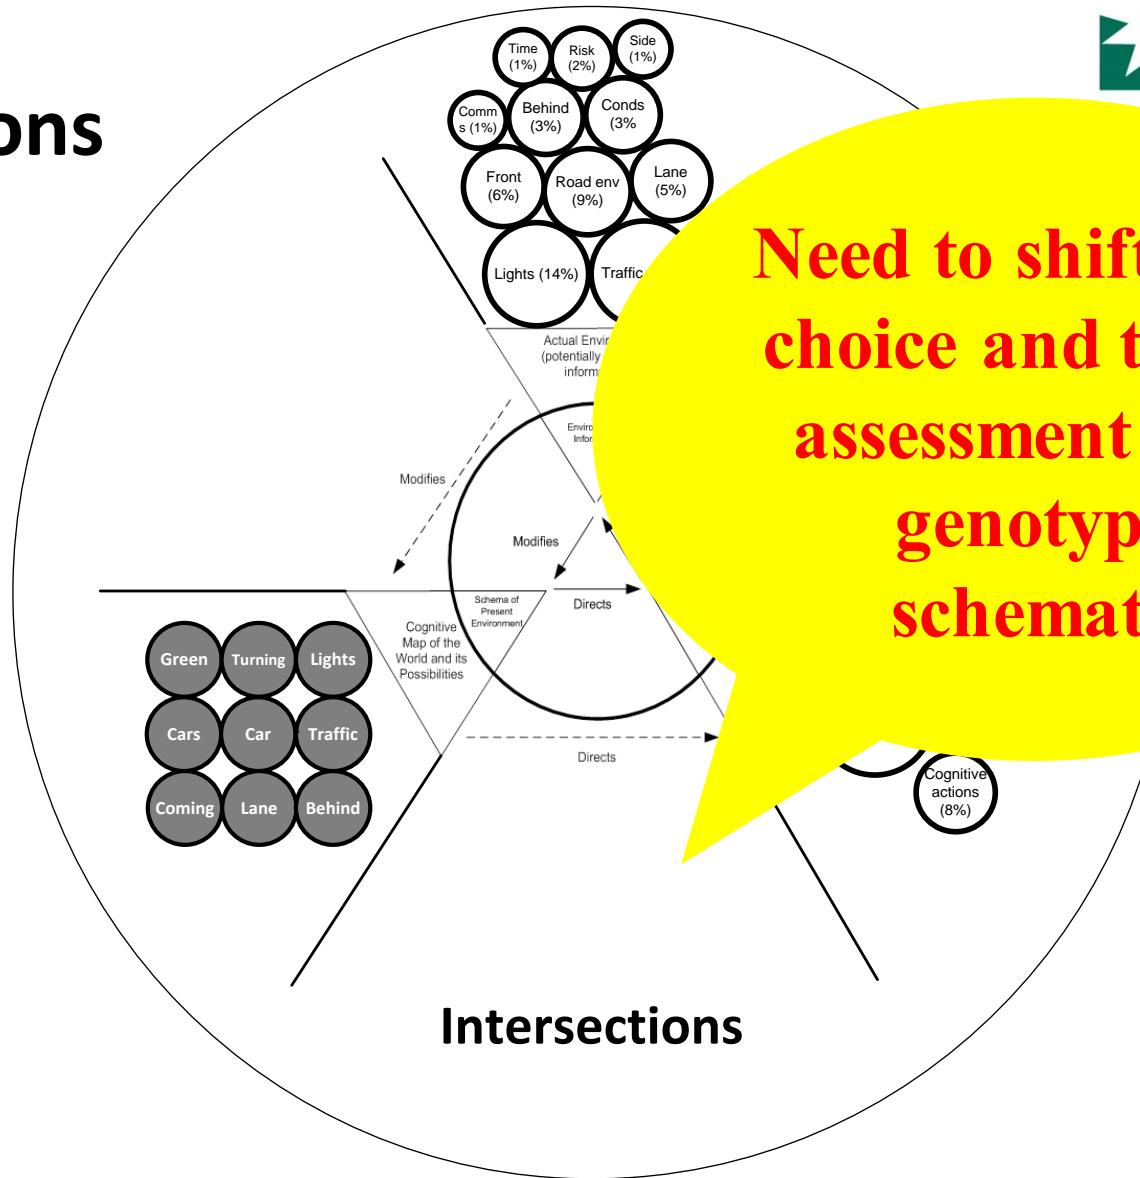 ons
Time
(1%)
Risk
(2%)
Side
(1%)
Comm
s (1%)
Behind
(3%)
Conds
(3%
Front
(6%)
Road env
(9%)
Lane
(5%)
Lights (14%)
Traffic
Need to shift
choice and t
assessment
genotyp
schemat
Actual Envir
(potentially
inform
Enviro
Infor
Modifies
Modifies
Directs
Schema of
Present
Environment
Cognitive
Map of the
World and its
Possibilities
Green
Turning
Lights
Cars
Car
Traffic
Coming
Lane
Behind
Directs
Cognitive
actions
(8%)
Intersections